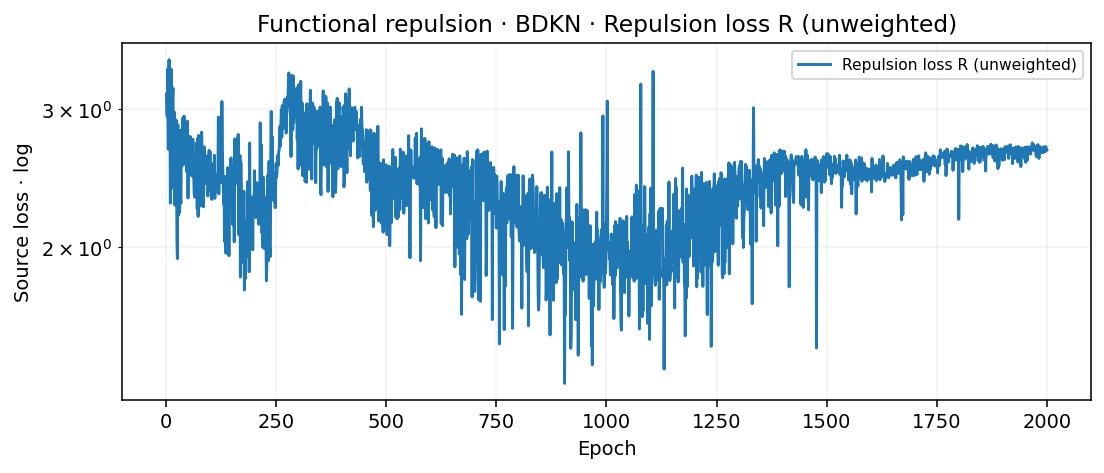 Functional repulsion · BDKN · Repulsion loss R (unweighted)
Repulsion loss R (unweighted)
Source loss · log
3 × 10⁰
2 × 10⁰
0 250 500 750 1000 1250 1500 1750 2000
Epoch